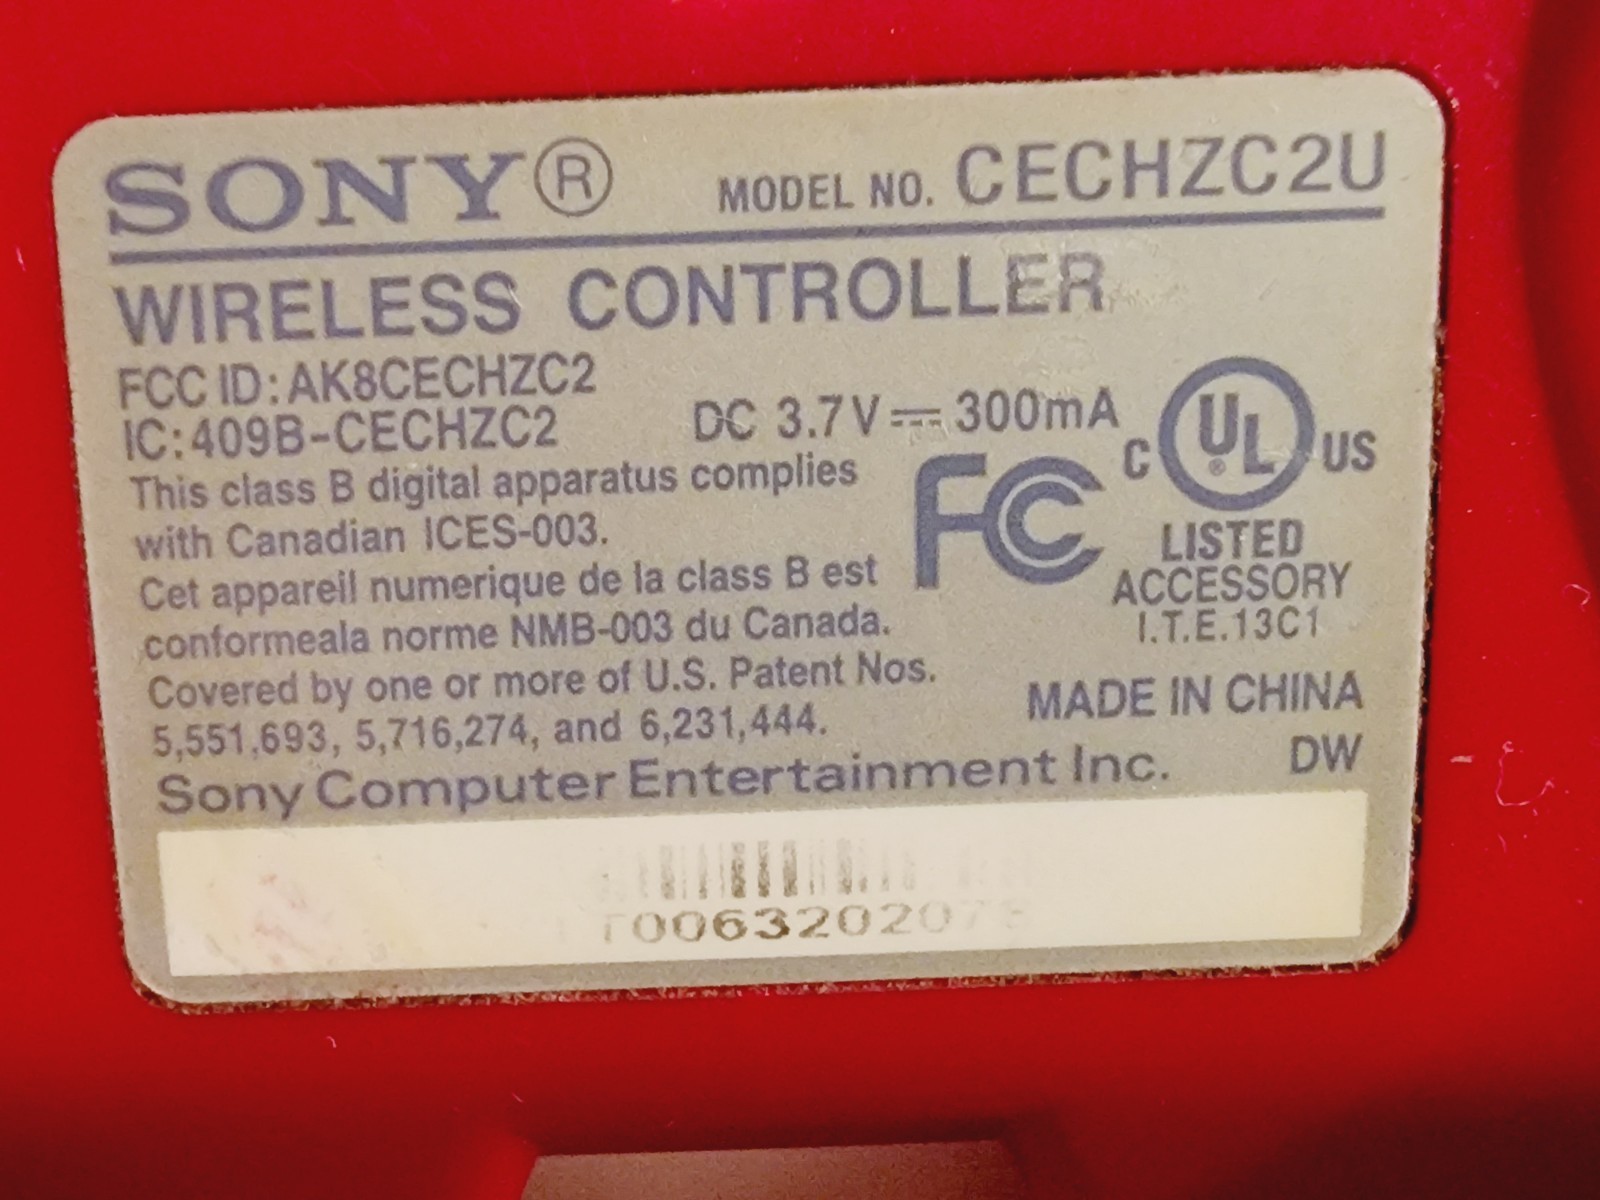 SONY® MODEL NO. CECHZC2U
WIRELESS CONTROLLER
FCC ID: AK8CECHZC2
IC: 409B-CECHZC2 DC 3.7V⎓300mA
This class B digital apparatus complies
with Canadian ICES-003.
Cet appareil numerique de la class B est
conformeala norme NMB-003 du Canada.
Covered by one or more of U.S. Patent Nos.
5,551,693, 5,716,274, and 6,231,444.
Sony Computer Entertainment Inc.
FC
C UL® US
LISTED
ACCESSORY
I.T.E.13C1
MADE IN CHINA
DW